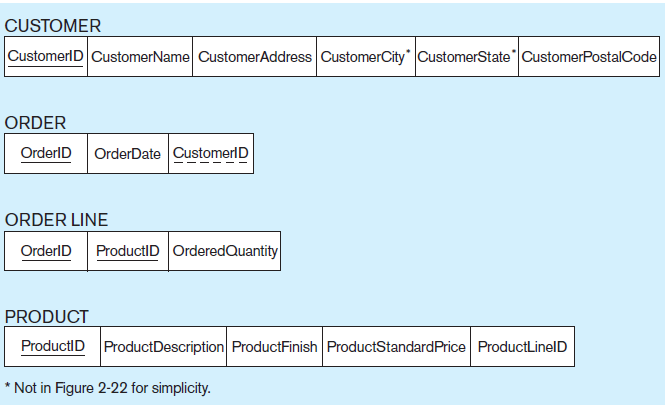 CUSTOMER
CustomerID CustomerName CustomerAddress CustomerCity* CustomerState* CustomerPostalCode
ORDER
OrderID OrderDate CustomerID
ORDER LINE
OrderID ProductID OrderedQuantity
PRODUCT
ProductID ProductDescription ProductFinish ProductStandardPrice ProductLineID
* Not in Figure 2-22 for simplicity.